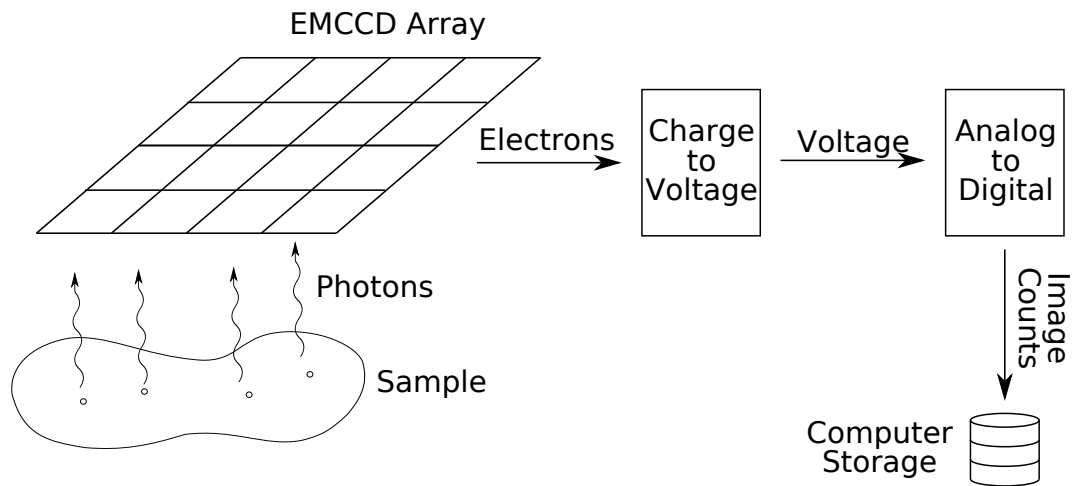 EMCCD Array
Electrons
Charge
to
Voltage
Voltage
Analog
to
Digital
Photons
Image
Counts
Sample
Computer
Storage